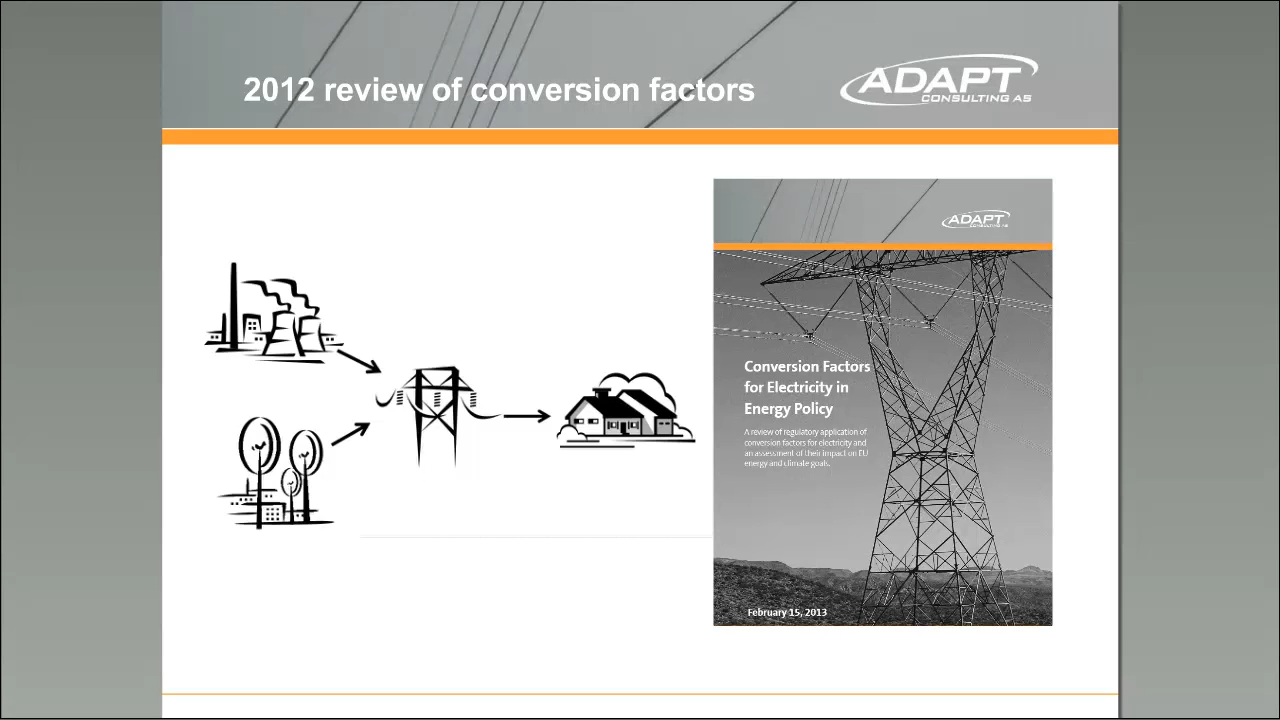 2012 review of conversion factors
ADAPT
CONSULTING AS
ADAPT
CONSULTING AS
Conversion Factors
for Electricity in
Energy Policy
A review of regulatory application of
conversion factors for electricity and
an assessment of their impact on EU
energy and climate goals.
February 15, 2013